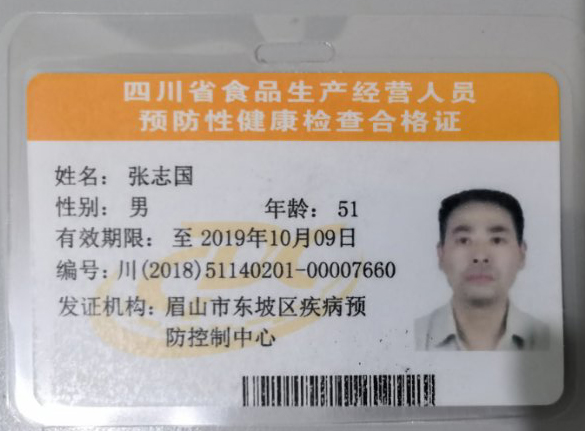 四川省食品生产经营人员
预防性健康检查合格证
姓名：张志国
性别：男 年龄：51
有效期限：至2019年10月09日
编号：川(2018)51140201-00007660
发证机构：眉山市东坡区疾病预
防控制中心
CDC